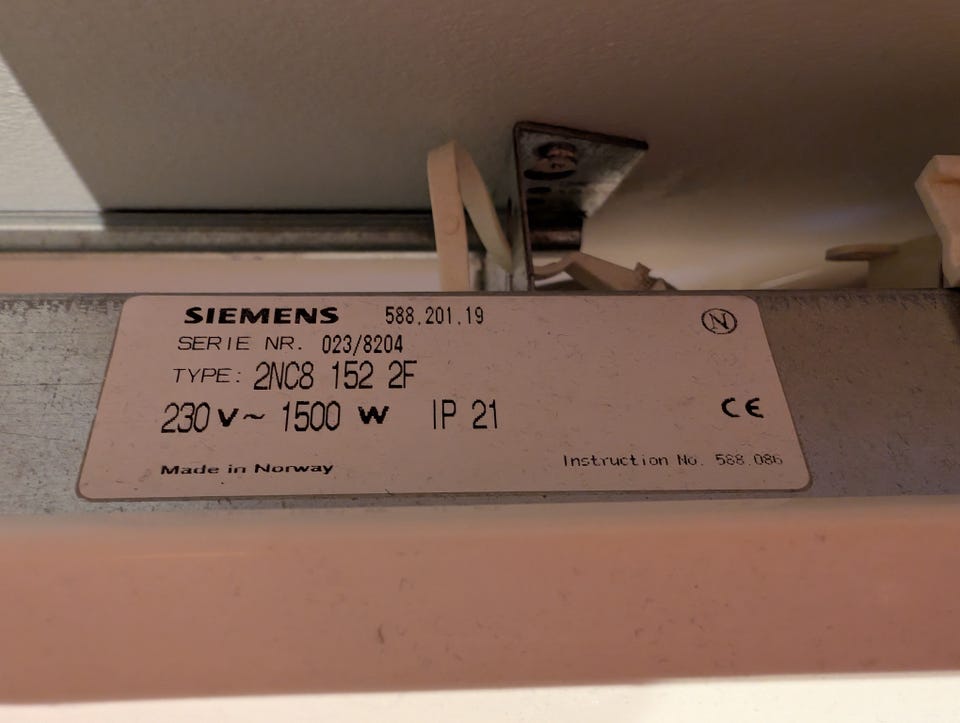 SIEMENS 588.201.19
N
SERIE NR. 023/8204
TYPE: 2NC8 152 2F
230 V~ 1500 W IP 21
CE
Made in Norway Instruction No. 588.086